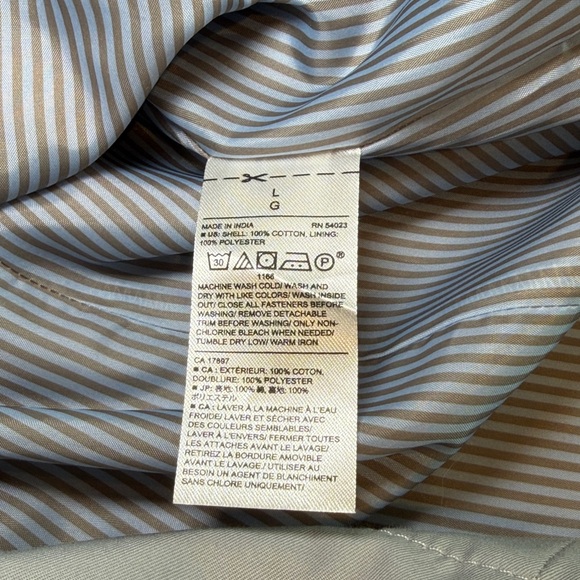 L
G
MADE IN INDIA RN 54023
■ US: SHELL: 100% COTTON, LINING:
100% POLYESTER
30 P ®
1166
MACHINE WASH COLD/ WASH AND
DRY WITH LIKE COLORS/ WASH INSIDE
OUT/ CLOSE ALL FASTENERS BEFORE
WASHING/ REMOVE DETACHABLE
TRIM BEFORE WASHING/ ONLY NON-
CHLORINE BLEACH WHEN NEEDED/
TUMBLE DRY LOW/ WARM IRON
CA 17897
■ CA : EXTÉRIEUR: 100% COTON,
DOUBLURE: 100% POLYESTER
■ JP: 表地: 100% 綿, 裏地: 100%
ポリエステル
■ CA : LAVER À LA MACHINE À L'EAU
FROIDE/ LAVER ET SÉCHER AVEC
DES COULEURS SEMBLABLES/
LAVER À L'ENVERS/ FERMER TOUTES
LES ATTACHES AVANT LE LAVAGE/
RETIREZ LA BORDURE AMOVIBLE
AVANT LE LAVAGE/ UTILISER AU
BESOIN UN AGENT DE BLANCHIMENT
SANS CHLORE UNIQUEMENT/